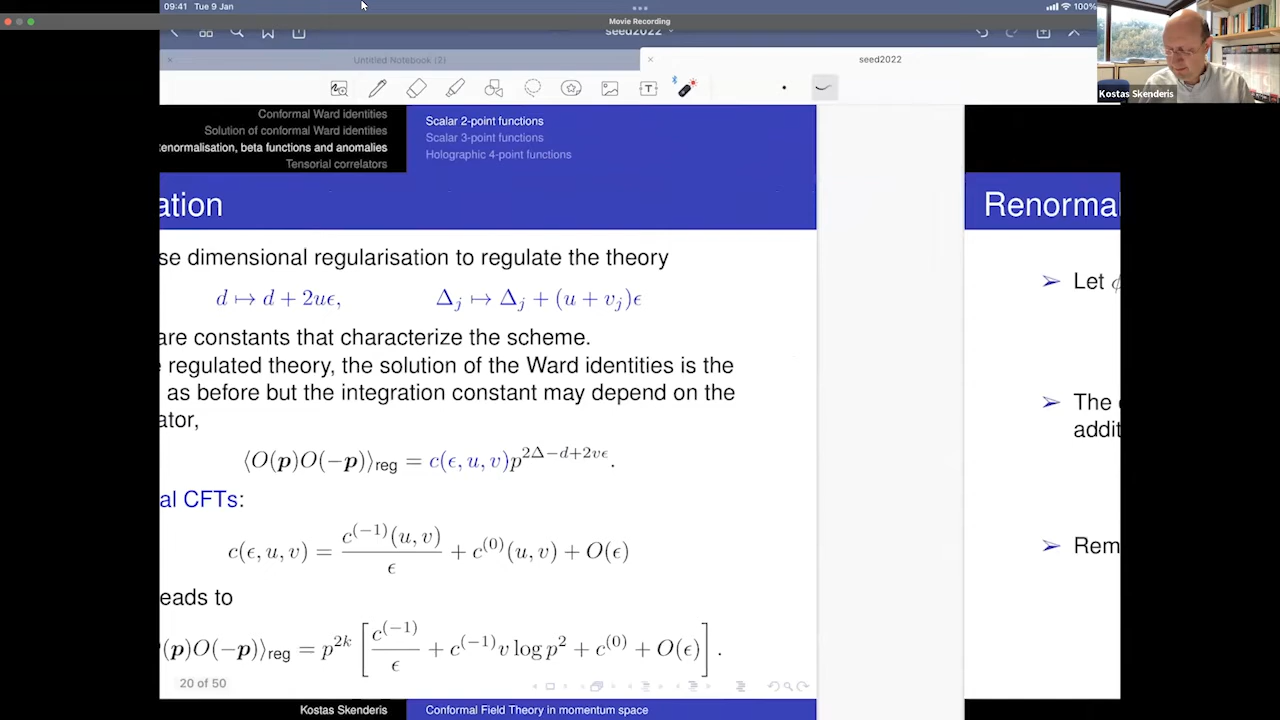 09:41 Tue 9 Jan
100%
Movie Recording
seed2022
Untitled Notebook (2)
seed2022
Kostas Skenderis
Conformal Ward identities
Solution of conformal Ward identities
Renormalisation, beta functions and anomalies
Tensorial correlators
Scalar 2-point functions
Scalar 3-point functions
Holographic 4-point functions
ation
Renormal
se dimensional regularisation to regulate the theory
d ↦ d + 2uϵ, Δ_j ↦ Δ_j + (u + v_j)ϵ
are constants that characterize the scheme.
regulated theory, the solution of the Ward identities is the
as before but the integration constant may depend on the
ator,
⟨O(p)O(−p)⟩_reg = c(ϵ, u, v)p^{2Δ−d+2vϵ}.
al CFTs:
c(ϵ, u, v) = c^{(−1)}(u, v)/ϵ + c^{(0)}(u, v) + O(ϵ)
eads to
(p)O(−p)⟩_reg = p^{2k} [ c^{(−1)}/ϵ + c^{(−1)} v log p^2 + c^{(0)} + O(ϵ) ] .
20 of 50
➢ Let
➢ The
addit
➢ Rem
Kostas Skenderis
Conformal Field Theory in momentum space